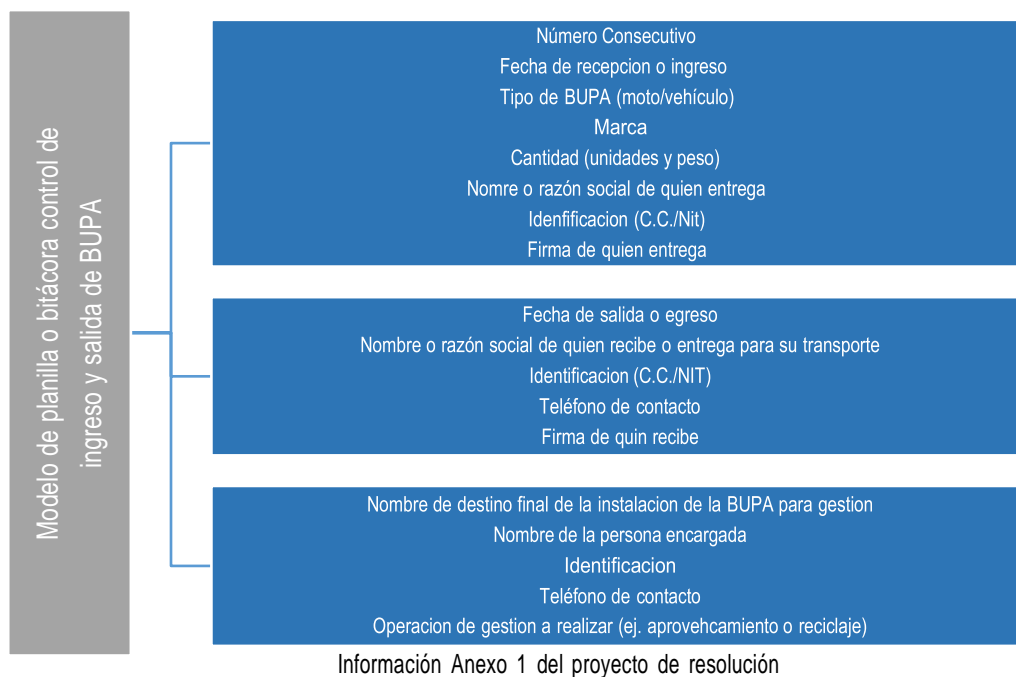 Modelo de planilla o bitácora control de
ingreso y salida de BUPA
Número Consecutivo
Fecha de recepcion o ingreso
Tipo de BUPA (moto/vehículo)
Marca
Cantidad (unidades y peso)
Nomre o razón social de quien entrega
Idenfificacion (C.C./Nit)
Firma de quien entrega
Fecha de salida o egreso
Nombre o razón social de quien recibe o entrega para su transporte
Identificacion (C.C./NIT)
Teléfono de contacto
Firma de quin recibe
Nombre de destino final de la instalacion de la BUPA para gestion
Nombre de la persona encargada
Identificacion
Teléfono de contacto
Operacion de gestion a realizar (ej. aprovehcamiento o reciclaje)
Información Anexo 1 del proyecto de resolución